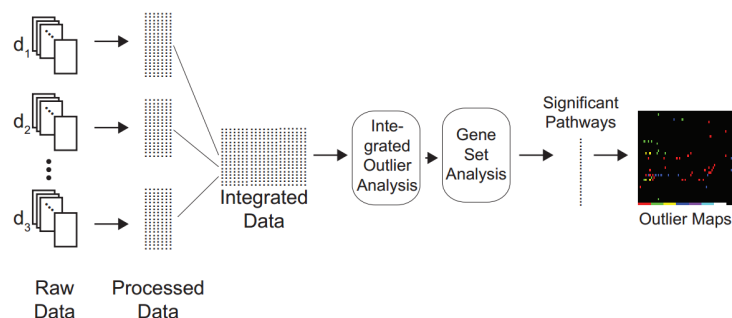 d1
d2
d3
Raw
Data
Processed
Data
Integrated
Data
Inte-
grated
Outlier
Analysis
Gene
Set
Analysis
Significant
Pathways
Outlier Maps